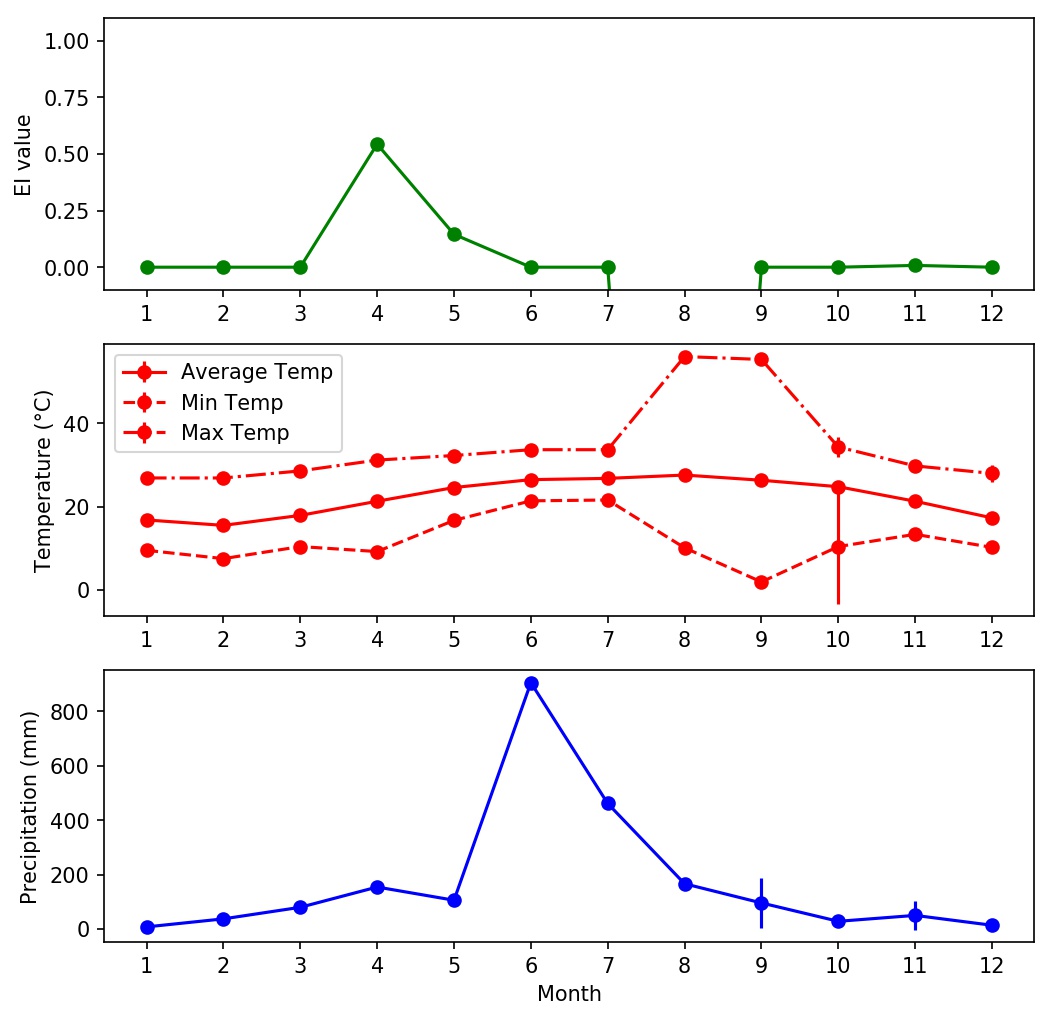 EI value
1.00
0.75
0.50
0.25
0.00
1 2 3 4 5 6 7 8 9 10 11 12
Temperature (°C)
40
20
0
Average Temp
Min Temp
Max Temp
1 2 3 4 5 6 7 8 9 10 11 12
Precipitation (mm)
800
600
400
200
0
1 2 3 4 5 6 7 8 9 10 11 12
Month